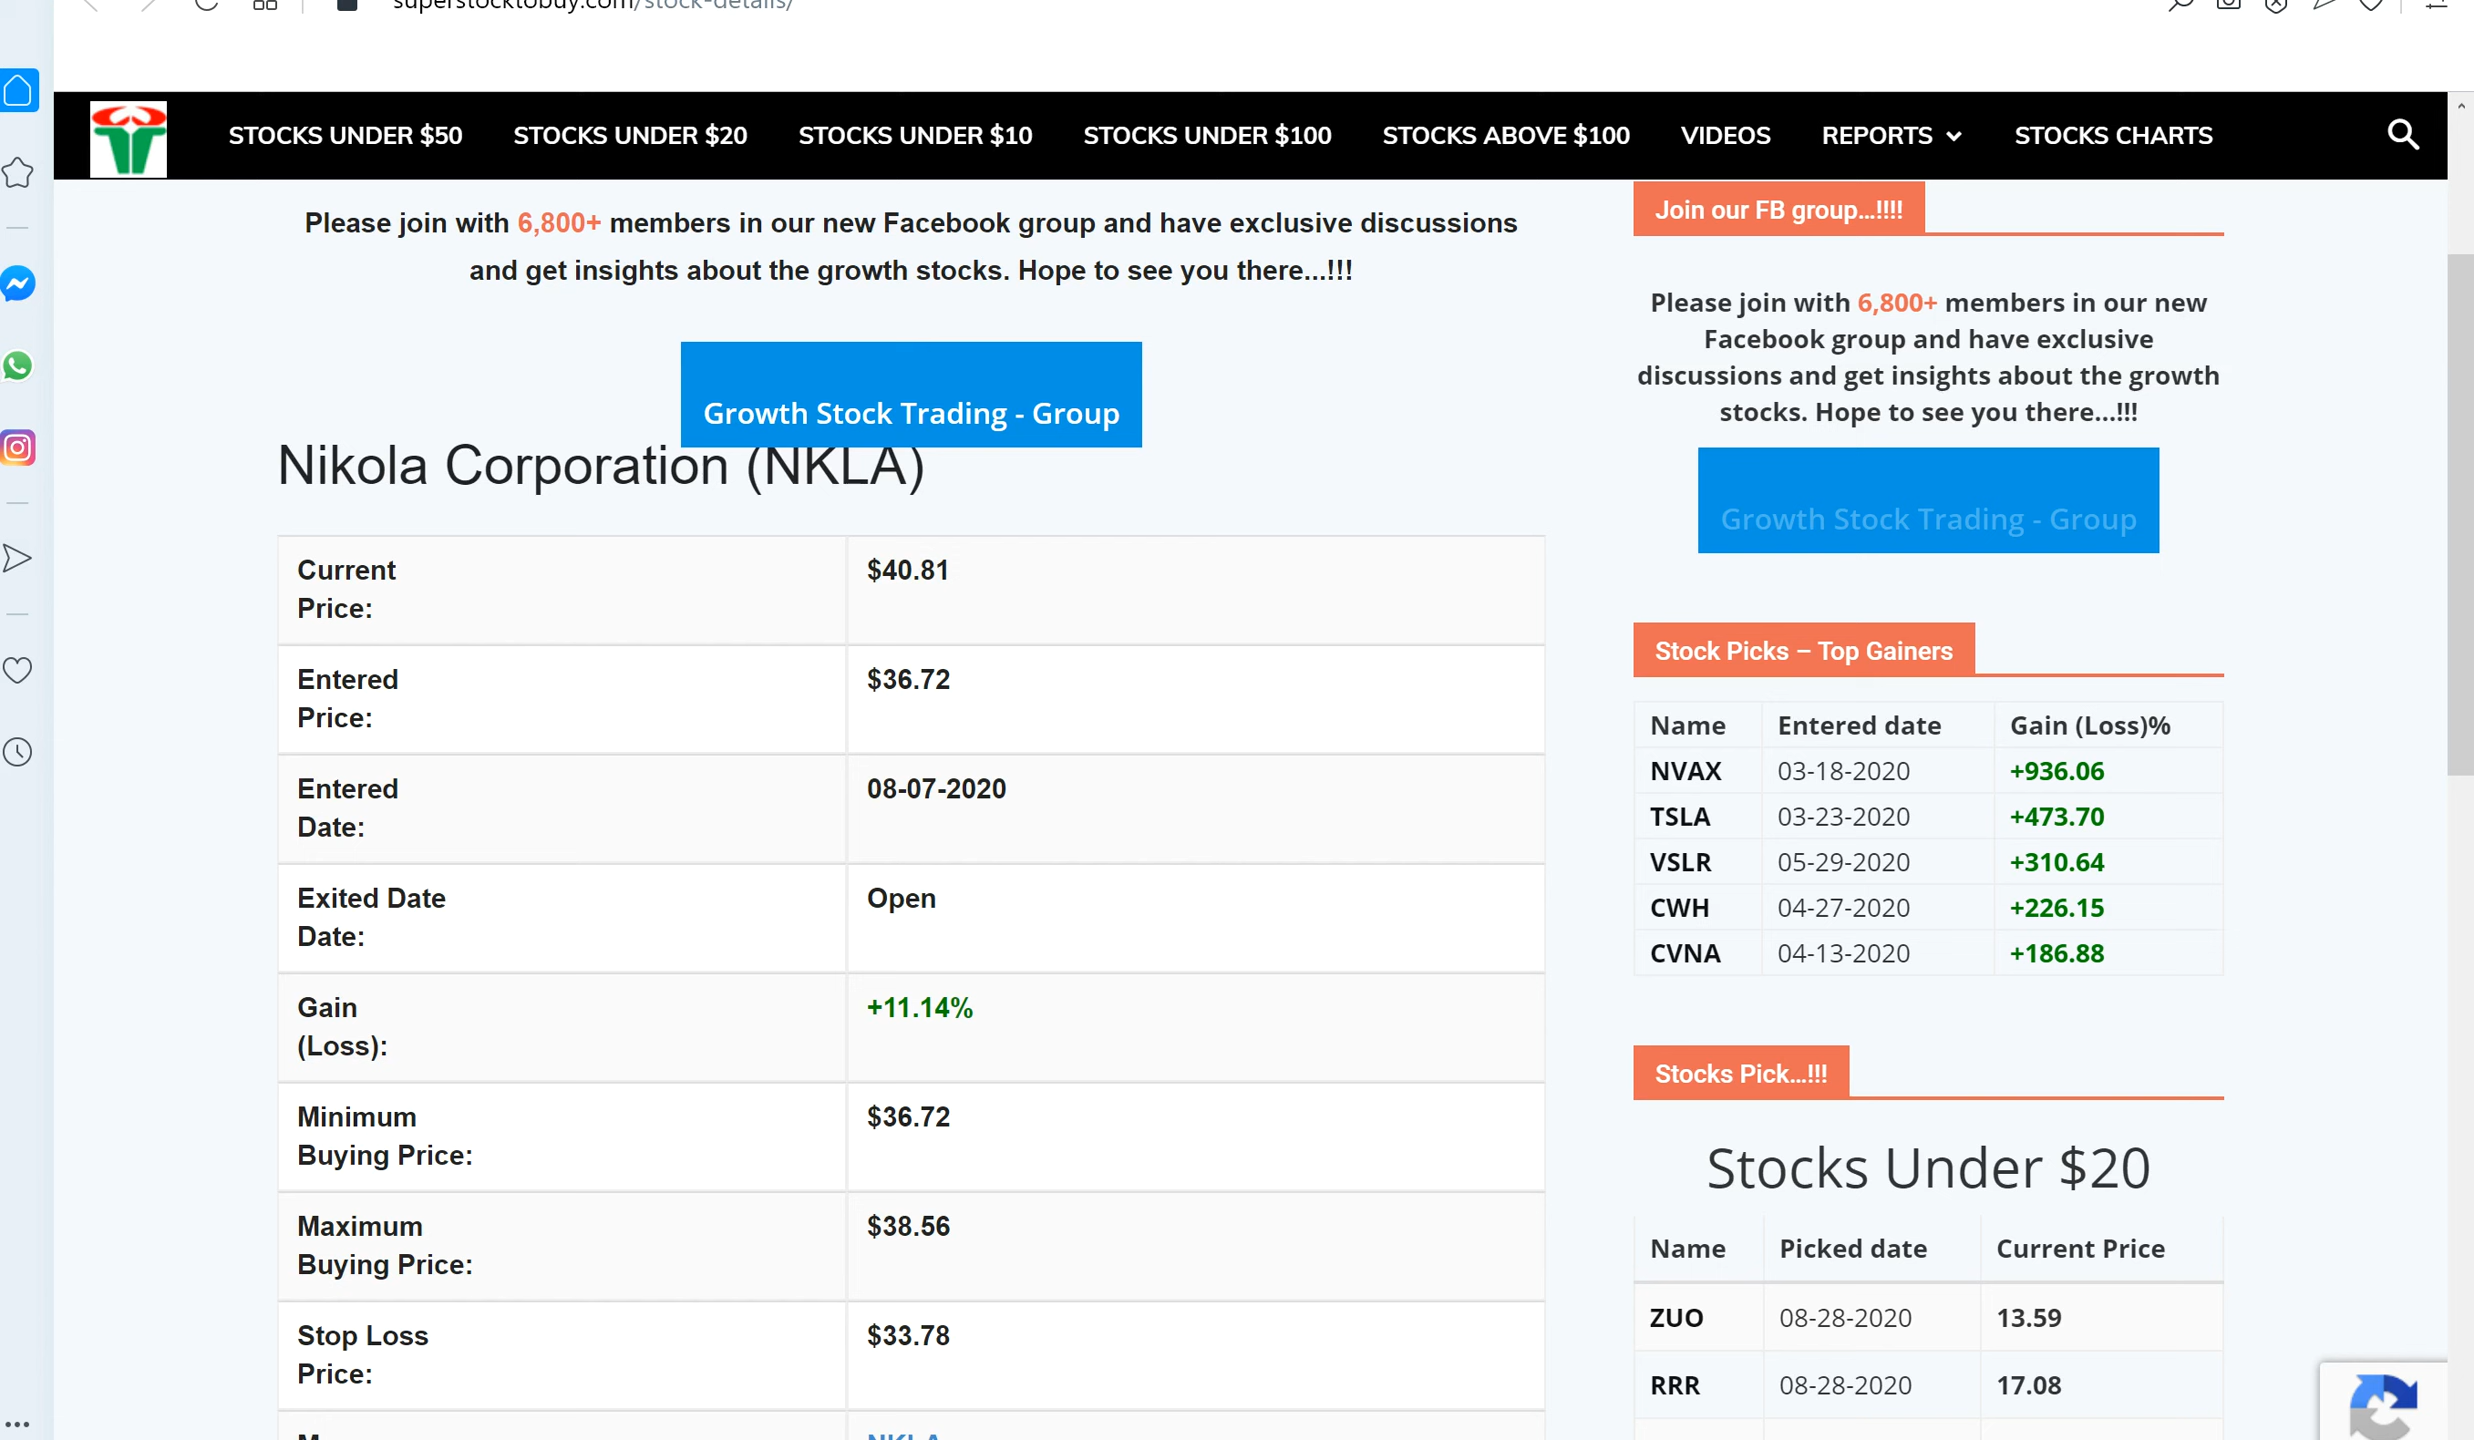 superstocktobuy.com/stock-details/
STOCKS UNDER $50 STOCKS UNDER $20 STOCKS UNDER $10 STOCKS UNDER $100 STOCKS ABOVE $100 VIDEOS REPORTS STOCKS CHARTS
Please join with 6,800+ members in our new Facebook group and have exclusive discussions
and get insights about the growth stocks. Hope to see you there...!!!
Growth Stock Trading - Group
Nikola Corporation (NKLA)
Current
Price:
$40.81
Entered
Price:
$36.72
Entered
Date:
08-07-2020
Exited Date
Date:
Open
Gain
(Loss):
+11.14%
Minimum
Buying Price:
$36.72
Maximum
Buying Price:
$38.56
Stop Loss
Price:
$33.78
NKLA
Join our FB group...!!!!
Please join with 6,800+ members in our new
Facebook group and have exclusive
discussions and get insights about the growth
stocks. Hope to see you there...!!!
Growth Stock Trading - Group
Stock Picks – Top Gainers
Name Entered date Gain (Loss)%
NVAX 03-18-2020 +936.06
TSLA 03-23-2020 +473.70
VSLR 05-29-2020 +310.64
CWH 04-27-2020 +226.15
CVNA 04-13-2020 +186.88
Stocks Pick...!!!
Stocks Under $20
Name Picked date Current Price
ZUO 08-28-2020 13.59
RRR 08-28-2020 17.08